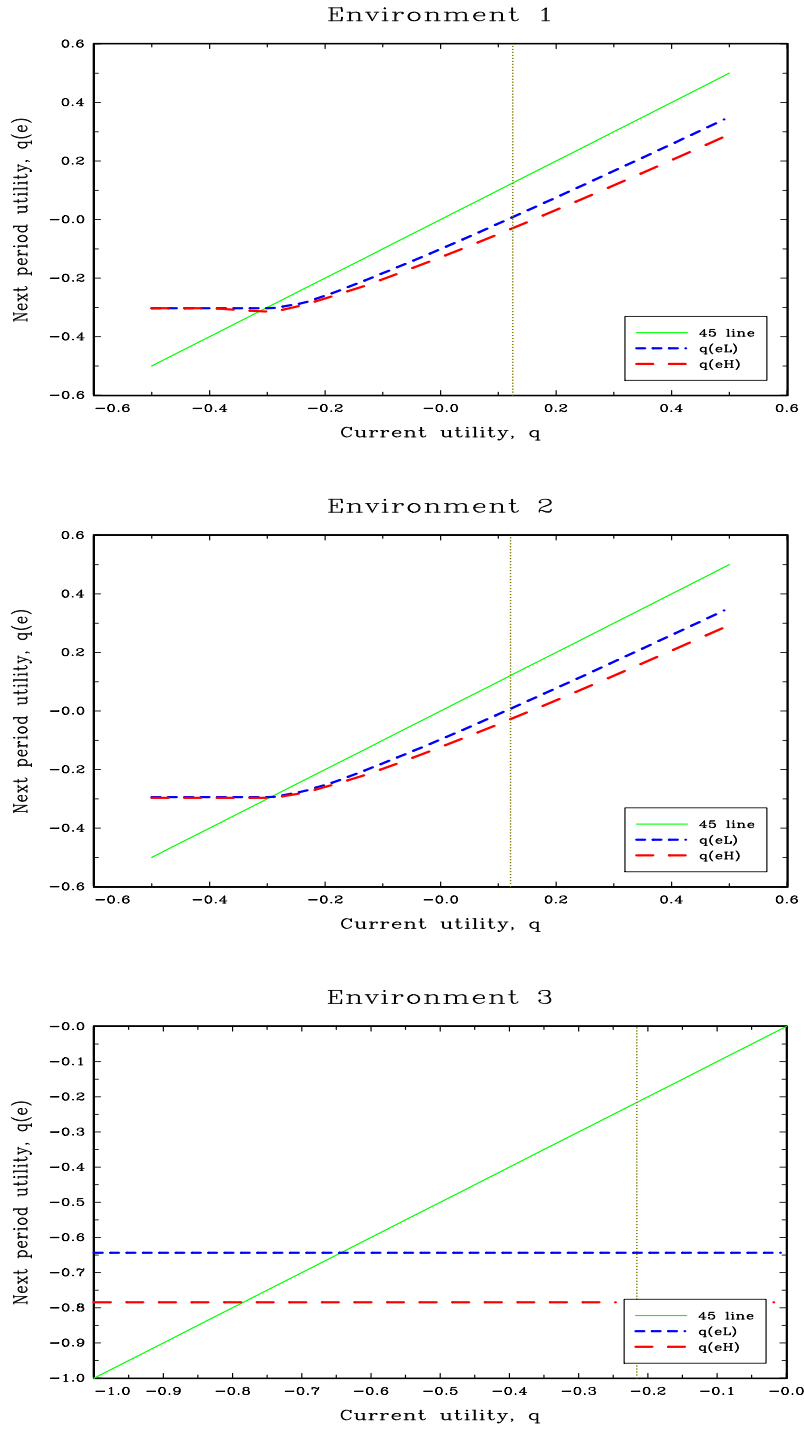 Environment 1
Next period utility, q(e)
0.6
0.4
0.2
−0.0
−0.2
−0.4
−0.6
45 line
q(eL)
q(eH)
−0.6 −0.4 −0.2 −0.0 0.2 0.4 0.6
Current utility, q
Environment 2
Next period utility, q(e)
0.6
0.4
0.2
−0.0
−0.2
−0.4
−0.6
45 line
q(eL)
q(eH)
−0.6 −0.4 −0.2 −0.0 0.2 0.4 0.6
Current utility, q
Environment 3
Next period utility, q(e)
−0.0
−0.1
−0.2
−0.3
−0.4
−0.5
−0.6
−0.7
−0.8
−0.9
−1.0
45 line
q(eL)
q(eH)
−1.0 −0.9 −0.8 −0.7 −0.6 −0.5 −0.4 −0.3 −0.2 −0.1 −0.0
Current utility, q